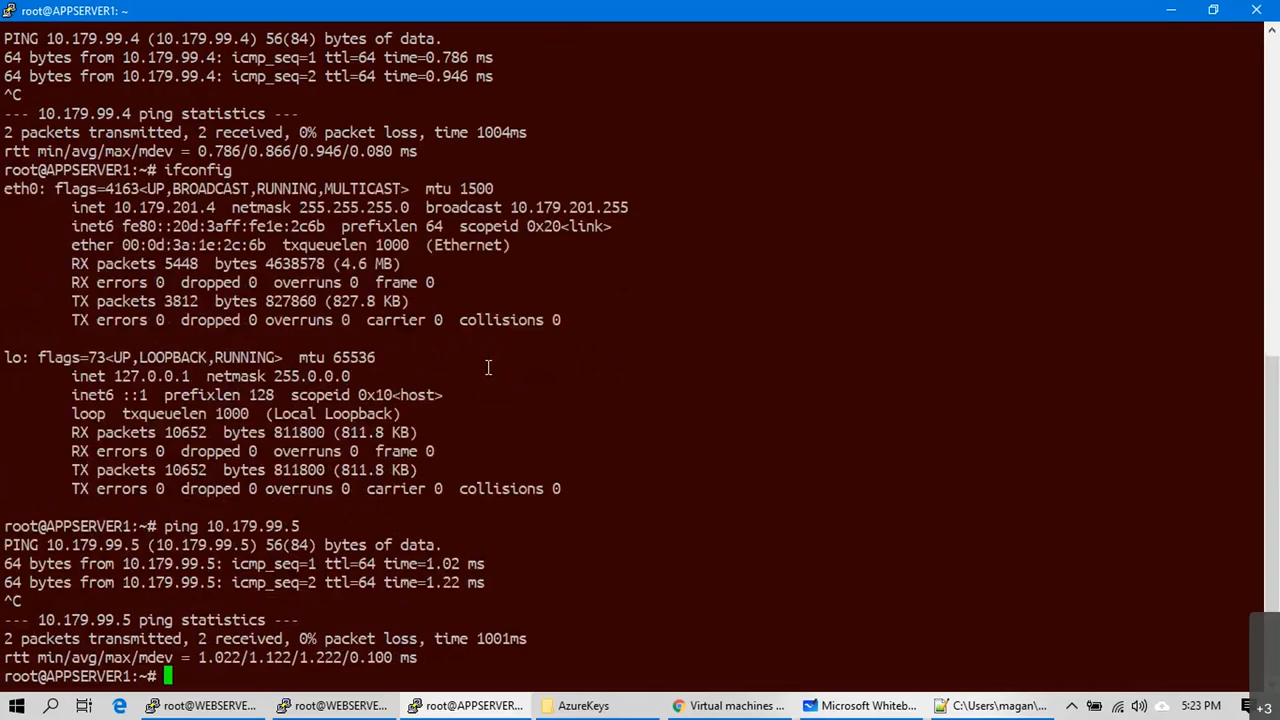 root@APPSERVER1: ~
PING 10.179.99.4 (10.179.99.4) 56(84) bytes of data.
64 bytes from 10.179.99.4: icmp_seq=1 ttl=64 time=0.786 ms
64 bytes from 10.179.99.4: icmp_seq=2 ttl=64 time=0.946 ms
^C
--- 10.179.99.4 ping statistics ---
2 packets transmitted, 2 received, 0% packet loss, time 1004ms
rtt min/avg/max/mdev = 0.786/0.866/0.946/0.080 ms
root@APPSERVER1:~# ifconfig
eth0: flags=4163<UP,BROADCAST,RUNNING,MULTICAST>  mtu 1500
        inet 10.179.201.4  netmask 255.255.255.0  broadcast 10.179.201.255
        inet6 fe80::20d:3aff:fe1e:2c6b  prefixlen 64  scopeid 0x20<link>
        ether 00:0d:3a:1e:2c:6b  txqueuelen 1000  (Ethernet)
        RX packets 5448  bytes 4638578 (4.6 MB)
        RX errors 0  dropped 0  overruns 0  frame 0
        TX packets 3812  bytes 827860 (827.8 KB)
        TX errors 0  dropped 0 overruns 0  carrier 0  collisions 0
lo: flags=73<UP,LOOPBACK,RUNNING>  mtu 65536
        inet 127.0.0.1  netmask 255.0.0.0
        inet6 ::1  prefixlen 128  scopeid 0x10<host>
        loop  txqueuelen 1000  (Local Loopback)
        RX packets 10652  bytes 811800 (811.8 KB)
        RX errors 0  dropped 0  overruns 0  frame 0
        TX packets 10652  bytes 811800 (811.8 KB)
        TX errors 0  dropped 0 overruns 0  carrier 0  collisions 0
root@APPSERVER1:~# ping 10.179.99.5
PING 10.179.99.5 (10.179.99.5) 56(84) bytes of data.
64 bytes from 10.179.99.5: icmp_seq=1 ttl=64 time=1.02 ms
64 bytes from 10.179.99.5: icmp_seq=2 ttl=64 time=1.22 ms
^C
--- 10.179.99.5 ping statistics ---
2 packets transmitted, 2 received, 0% packet loss, time 1001ms
rtt min/avg/max/mdev = 1.022/1.122/1.222/0.100 ms
root@APPSERVER1:~#
root@WEBSERVE... root@WEBSERVE... root@APPSERVER... AzureKeys Virtual machines ... Microsoft Whiteb... C:\Users\magan\... 5:23 PM +3